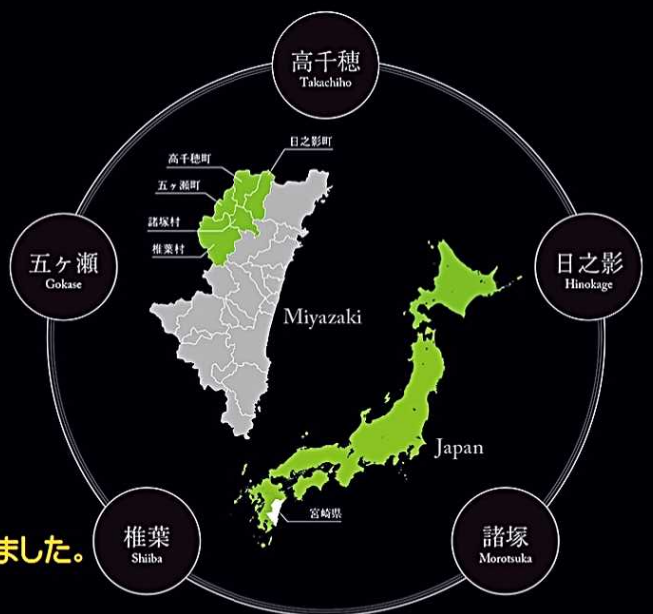 高千穂
Takachiho
日之影町
高千穂町
五ヶ瀬町
諸塚村
椎葉村
五ヶ瀬
Gokase
日之影
Hinokage
Miyazaki
Japan
宮崎県
ました。
椎葉
Shiiba
諸塚
Morotsuka